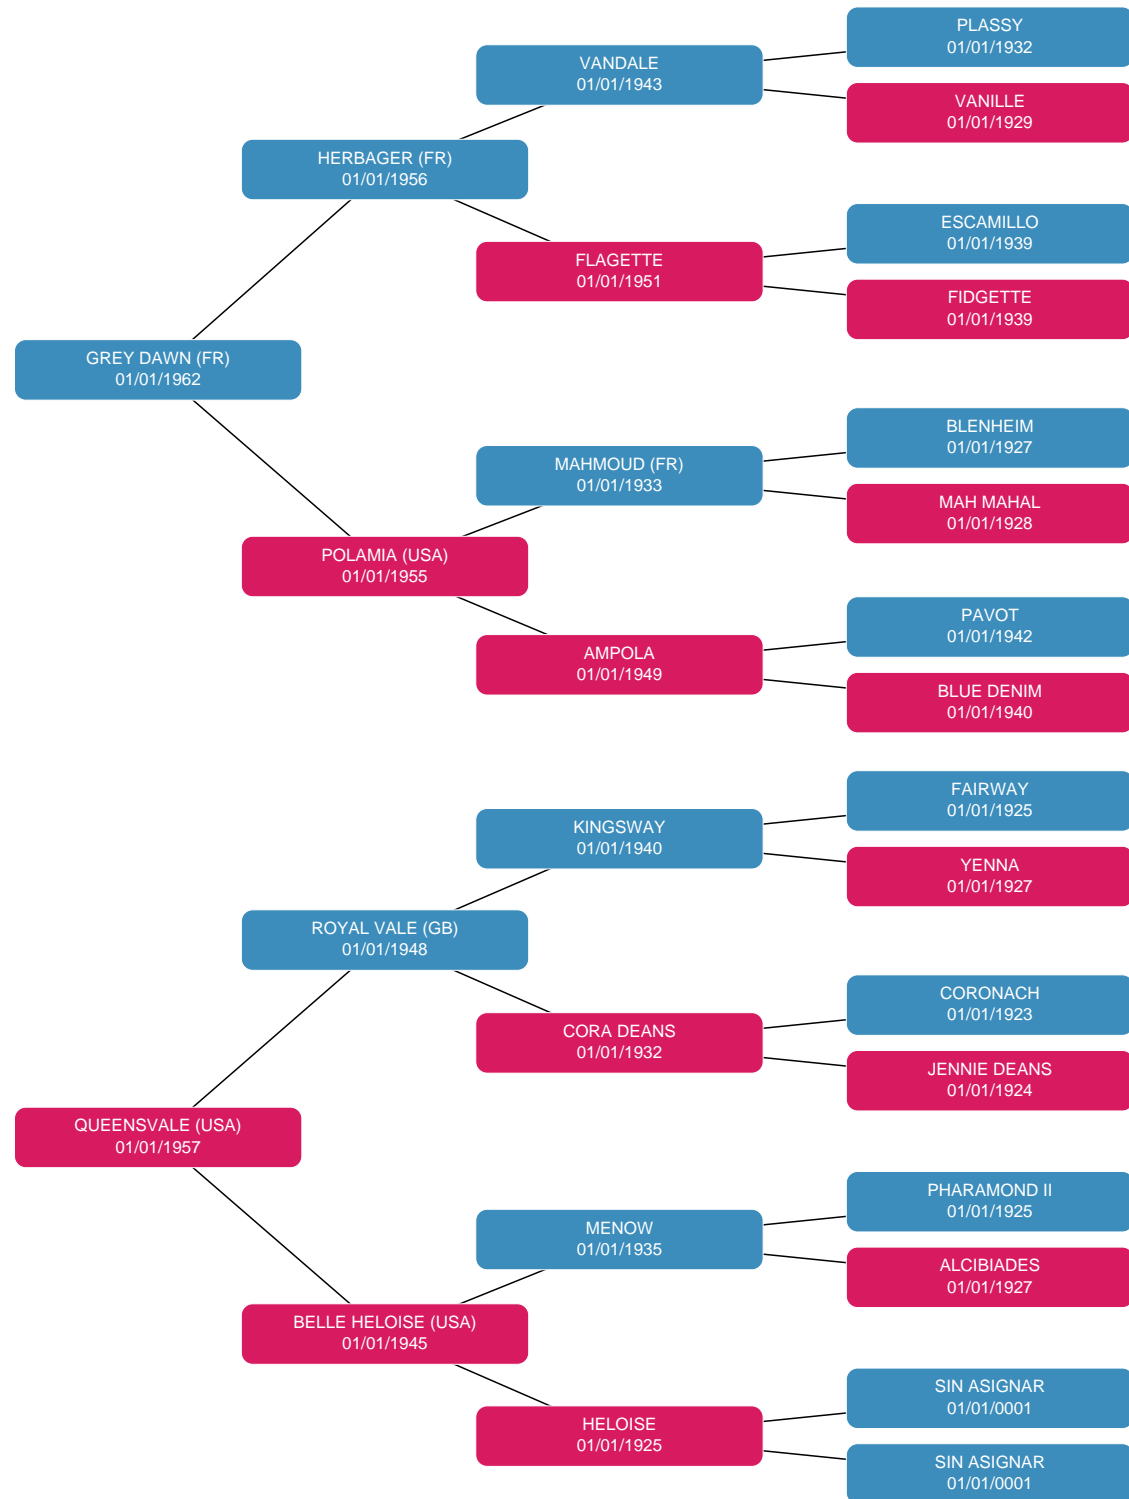 PLASSY
01/01/1932
VANDALE
01/01/1943
VANILLE
01/01/1929
HERBAGER (FR)
01/01/1956
ESCAMILLO
01/01/1939
FLAGETTE
01/01/1951
FIDGETTE
01/01/1939
GREY DAWN (FR)
01/01/1962
BLENHEIM
01/01/1927
MAHMOUD (FR)
01/01/1933
MAH MAHAL
01/01/1928
POLAMIA (USA)
01/01/1955
PAVOT
01/01/1942
AMPOLA
01/01/1949
BLUE DENIM
01/01/1940
FAIRWAY
01/01/1925
KINGSWAY
01/01/1940
YENNA
01/01/1927
ROYAL VALE (GB)
01/01/1948
CORONACH
01/01/1923
CORA DEANS
01/01/1932
JENNIE DEANS
01/01/1924
QUEENSVALE (USA)
01/01/1957
PHARAMOND II
01/01/1925
MENOW
01/01/1935
ALCIBIADES
01/01/1927
BELLE HELOISE (USA)
01/01/1945
SIN ASIGNAR
01/01/0001
HELOISE
01/01/1925
SIN ASIGNAR
01/01/0001